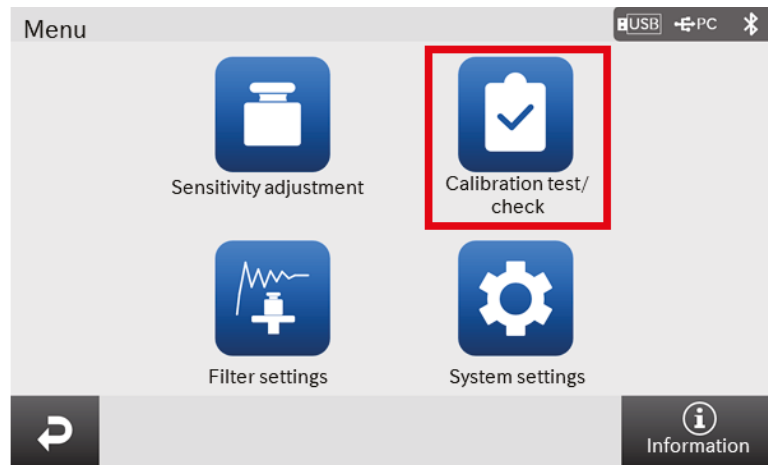 Menu
USB PC
Sensitivity adjustment
Calibration test/
check
Filter settings
System settings
Information